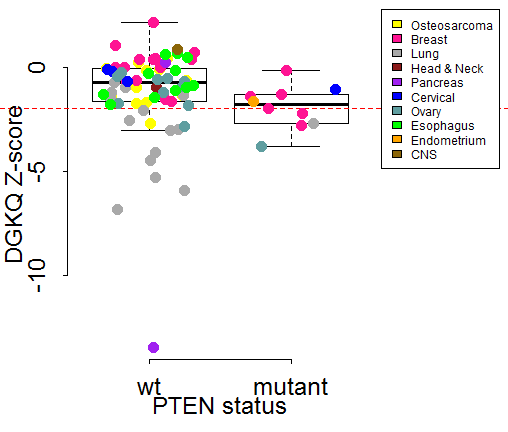 Osteosarcoma
Breast
Lung
Head & Neck
Pancreas
Cervical
Ovary
Esophagus
Endometrium
CNS
DGKQ Z-score
0
-5
-10
wt mutant
PTEN status